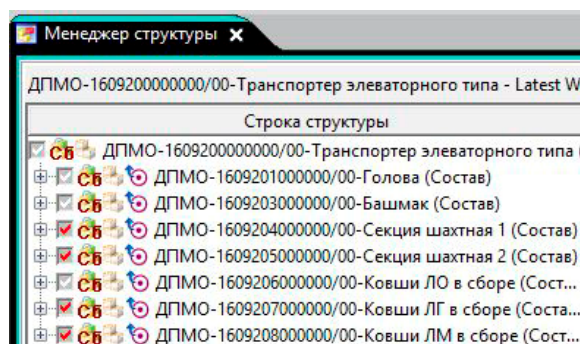 Менеджер структуры
ДПМО-1609200000000/00-Транспортер элеваторного типа - Latest W
Строка структуры
Сб ДПМО-1609200000000/00-Транспортер элеваторного типа (
Сб ДПМО-1609201000000/00-Голова (Состав)
Сб ДПМО-1609203000000/00-Башмак (Состав)
Сб ДПМО-1609204000000/00-Секция шахтная 1 (Состав)
Сб ДПМО-1609205000000/00-Секция шахтная 2 (Состав)
Сб ДПМО-1609206000000/00-Ковши ЛО в сборе (Сост...
Сб ДПМО-1609207000000/00-Ковши ЛГ в сборе (Соста...
Сб ДПМО-1609208000000/00-Ковши ЛМ в сборе (Сост...